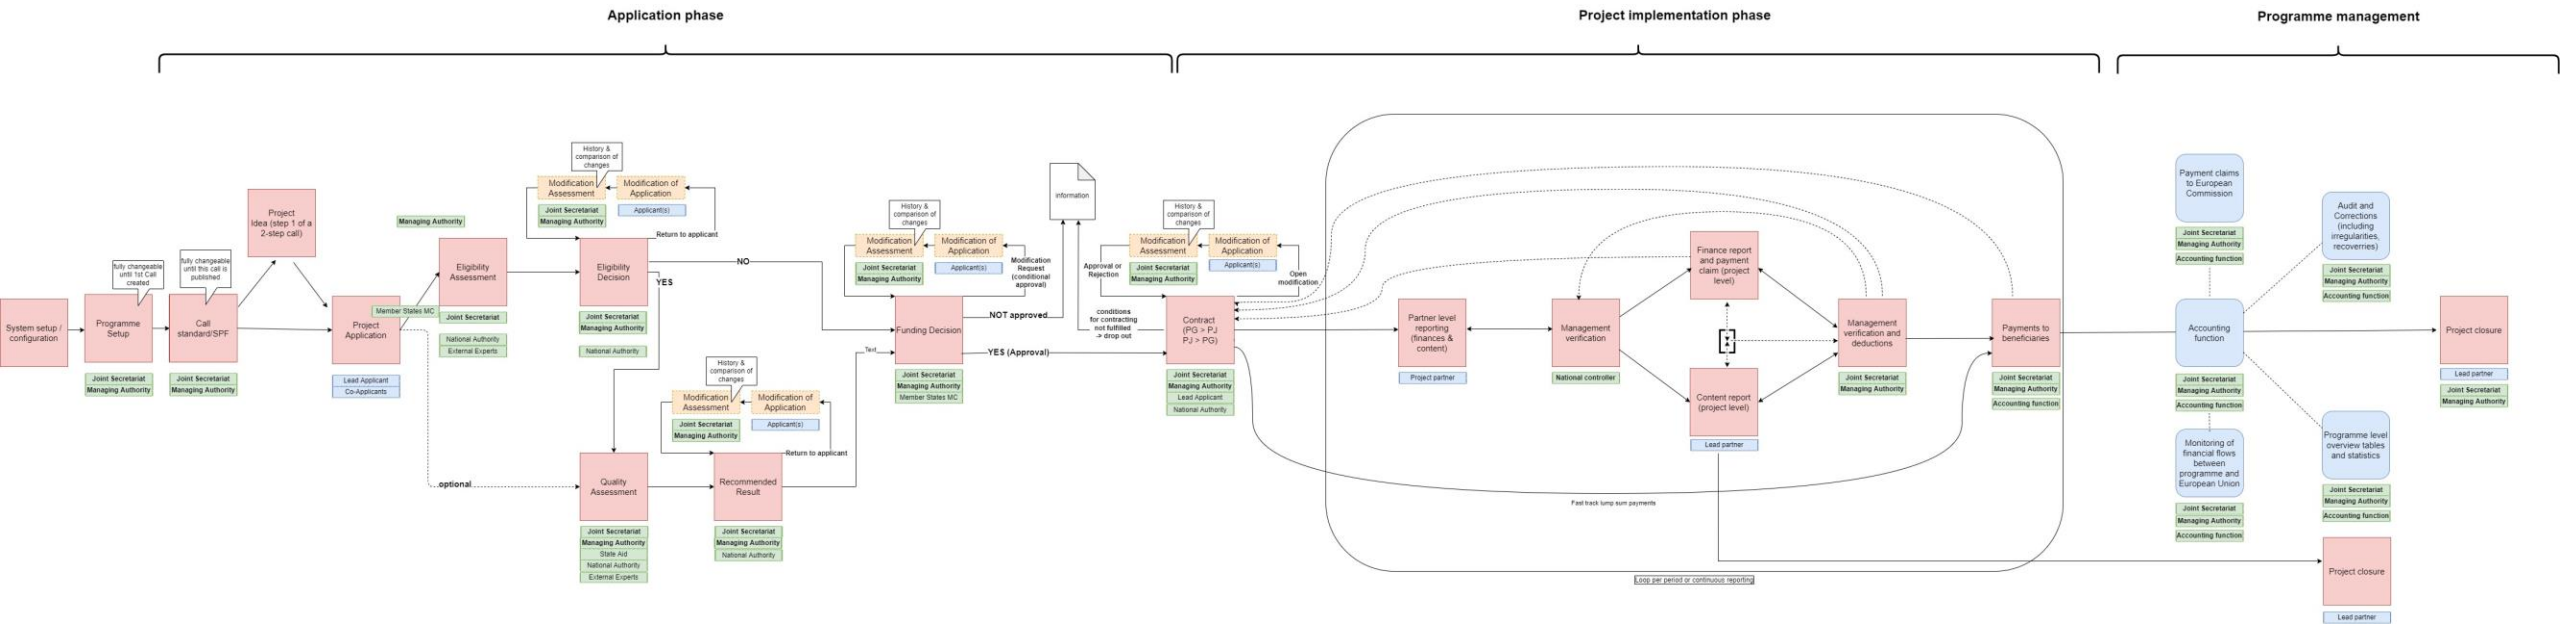 Application phase
Project implementation phase
Programme management
System setup /
configuration
fully changeable
until 1st Call
created
Programme
Setup
Joint Secretariat
Managing Authority
fully changeable
until this call is
published
Call
standard/SPF
Joint Secretariat
Managing Authority
Project
Idea (step 1 of a
2-step call)
Project
Application
Lead Applicant
Co-Applicants
Member States MC
Managing Authority
Eligibility
Assessment
Joint Secretariat
National Authority
External Experts
optional
History &
comparison of
changes
Modification
Assessment
Joint Secretariat
Managing Authority
Modification of
Application
Applicant(s)
Return to applicant
Eligibility
Decision
Joint Secretariat
Managing Authority
National Authority
NO
YES
Quality
Assessment
Joint Secretariat
Managing Authority
State Aid
National Authority
External Experts
History &
comparison of
changes
Modification
Assessment
Joint Secretariat
Managing Authority
Modification of
Application
Applicant(s)
Return to applicant
Recommended
Result
Joint Secretariat
Managing Authority
National Authority
Text
History &
comparison of
changes
Modification
Assessment
Joint Secretariat
Managing Authority
Modification of
Application
Applicant(s)
Modification
Request
(conditional
approval)
Funding Decision
Joint Secretariat
Managing Authority
Member States MC
NOT approved
YES (Approval)
information
conditions
for contracting
not fulfilled
-> drop out
History &
comparison of
changes
Modification
Assessment
Joint Secretariat
Managing Authority
Modification of
Application
Applicant(s)
Approval or
Rejection
Open
modification
Contract
(PG > PJ
PJ > PG)
Joint Secretariat
Managing Authority
Lead Applicant
National Authority
Partner level
reporting
(finances &
content)
Project partner
Management
verification
National controller
Finance report
and payment
claim (project
level)
Content report
(project level)
Lead partner
Management
verification and
deductions
Joint Secretariat
Managing Authority
Payments to
beneficiaries
Joint Secretariat
Managing Authority
Accounting function
Fast track lump sum payments
Loop per period or continuous reporting
Payment claims
to European
Commission
Joint Secretariat
Managing Authority
Accounting function
Accounting
function
Joint Secretariat
Managing Authority
Accounting function
Monitoring of
financial flows
between
programme and
European Union
Joint Secretariat
Managing Authority
Accounting function
Audit and
Corrections
(including
irregularities,
recoverries)
Joint Secretariat
Managing Authority
Accounting function
Programme level
overview tables
and statistics
Joint Secretariat
Managing Authority
Accounting function
Project closure
Lead partner
Project closure
Lead partner
Joint Secretariat
Managing Authority